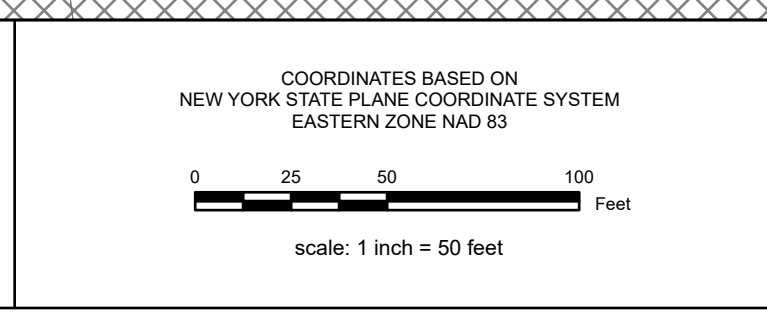 COORDINATES BASED ON
NEW YORK STATE PLANE COORDINATE SYSTEM
EASTERN ZONE NAD 83
0 25 50 100
Feet
scale: 1 inch = 50 feet